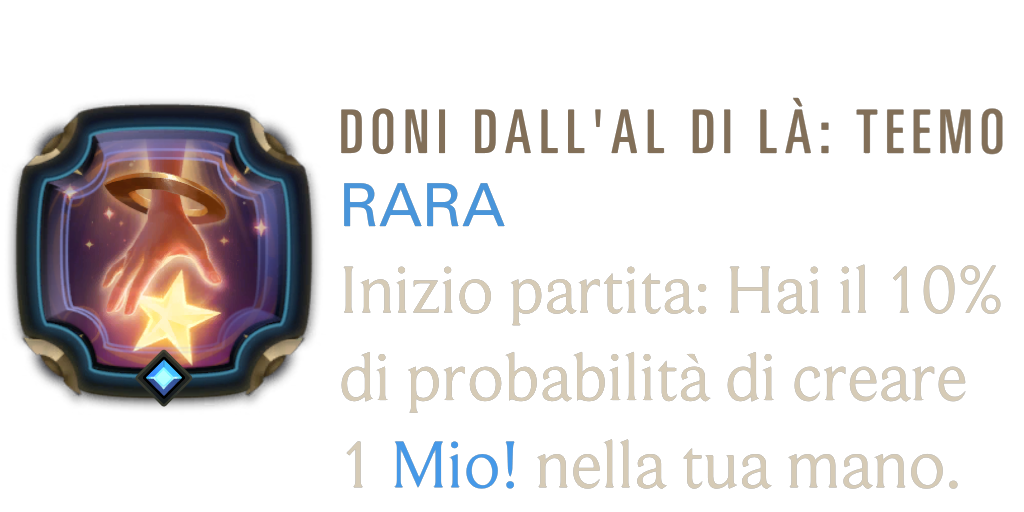 DONI DALL'AL DI LÀ: TEEMO
RARA
Inizio partita: Hai il 10%
di probabilità di creare
1 Mio! nella tua mano.